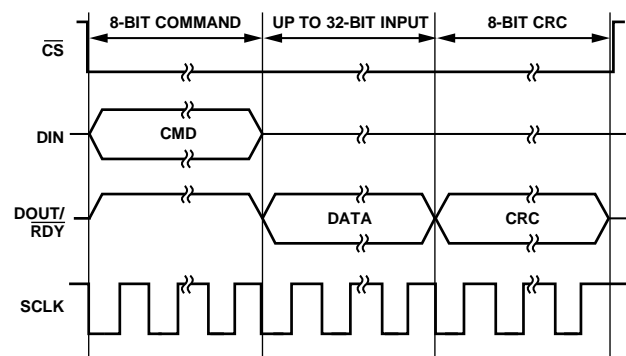 8-BIT COMMAND UP TO 32-BIT INPUT 8-BIT CRC
CS
DIN CMD
DOUT/
RDY DATA CRC
SCLK